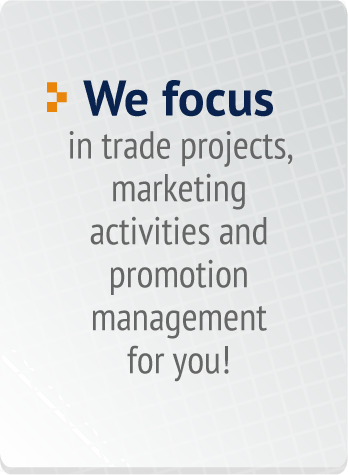 We focus
in trade projects,
marketing
activities and
promotion
management
for you!